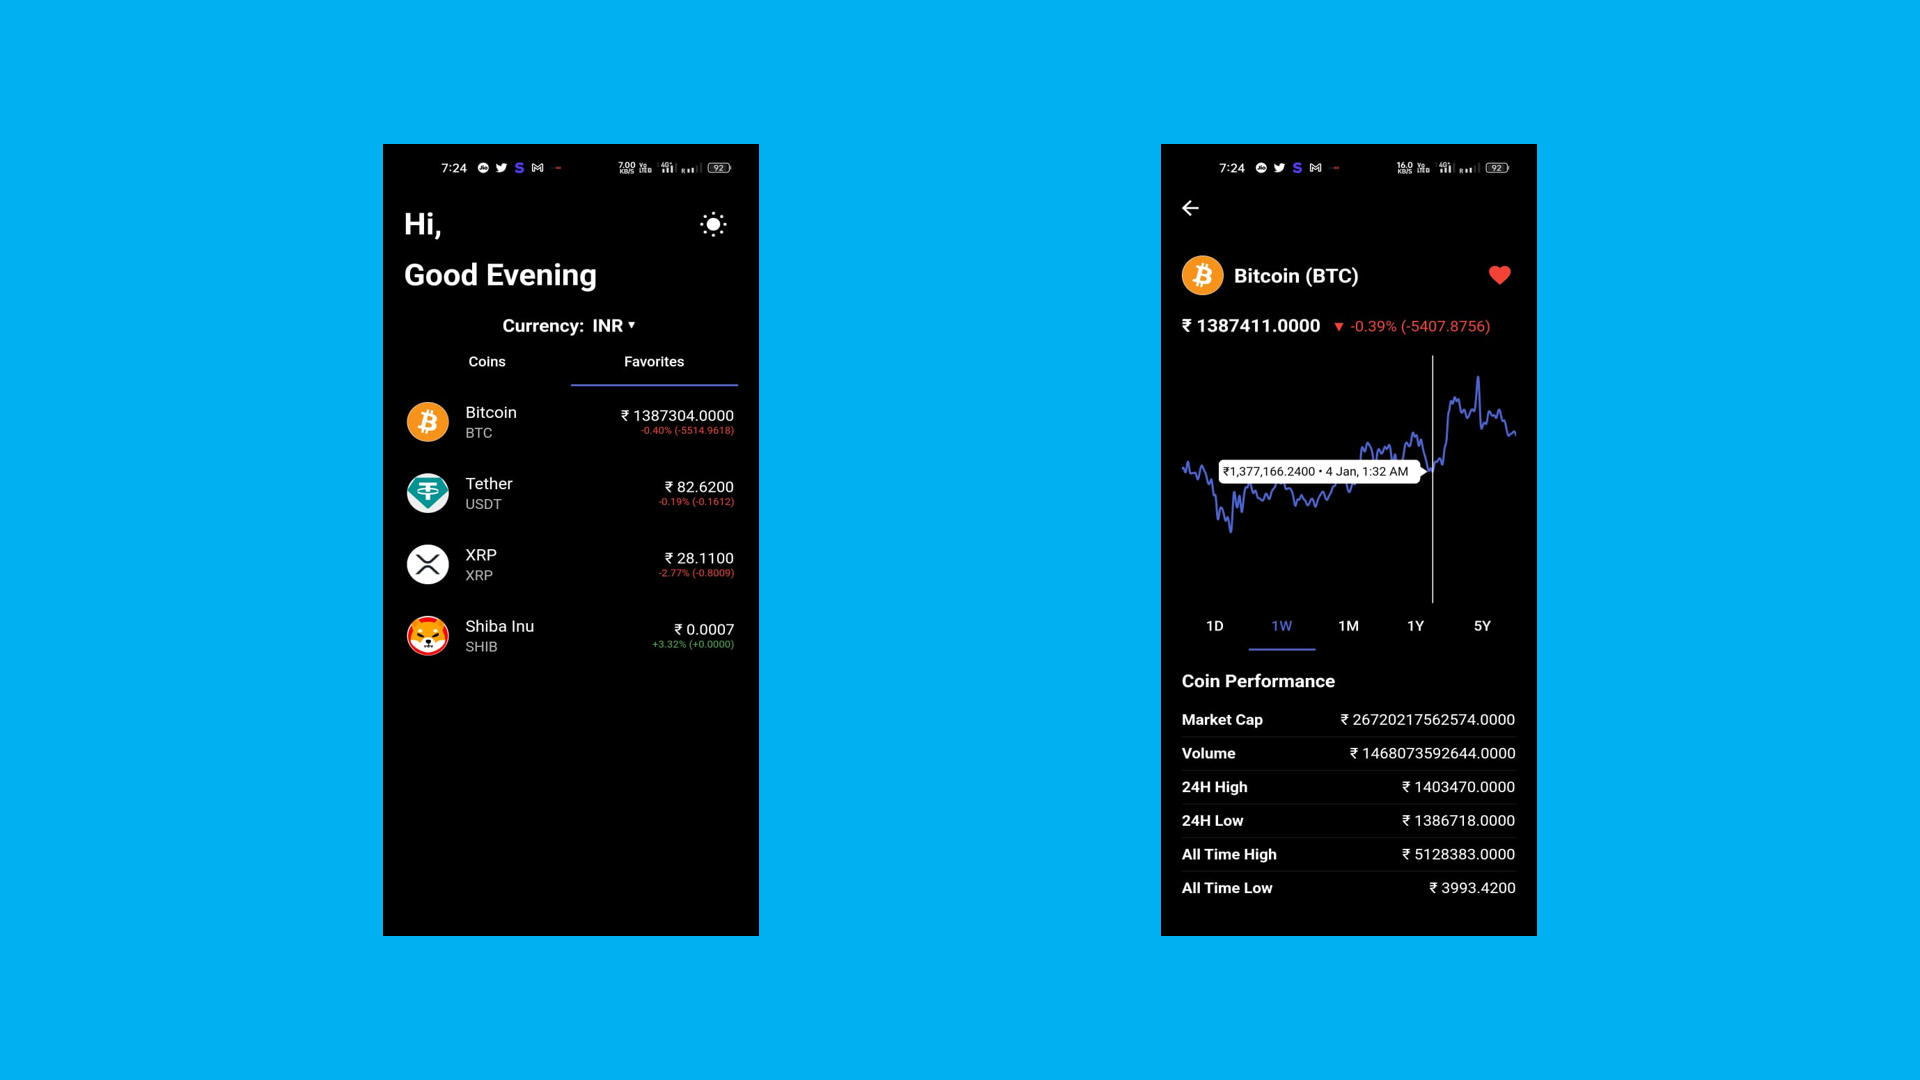 7:24 S 7.00 KB/S 4G+ R 92
Hi,
Good Evening
Currency: INR ▼
Coins Favorites
Bitcoin ₹ 1387304.0000
BTC -0.40% (-5514.9618)
Tether ₹ 82.6200
USDT -0.19% (-0.1612)
XRP ₹ 28.1100
XRP -2.77% (-0.8009)
Shiba Inu ₹ 0.0007
SHIB +3.32% (+0.0000)
7:24 S 16.0 KB/S 4G+ R 92
Bitcoin (BTC)
₹ 1387411.0000 ▼ -0.39% (-5407.8756)
₹1,377,166.2400 • 4 Jan, 1:32 AM
1D 1W 1M 1Y 5Y
Coin Performance
Market Cap ₹ 26720217562574.0000
Volume ₹ 1468073592644.0000
24H High ₹ 1403470.0000
24H Low ₹ 1386718.0000
All Time High ₹ 5128383.0000
All Time Low ₹ 3993.4200